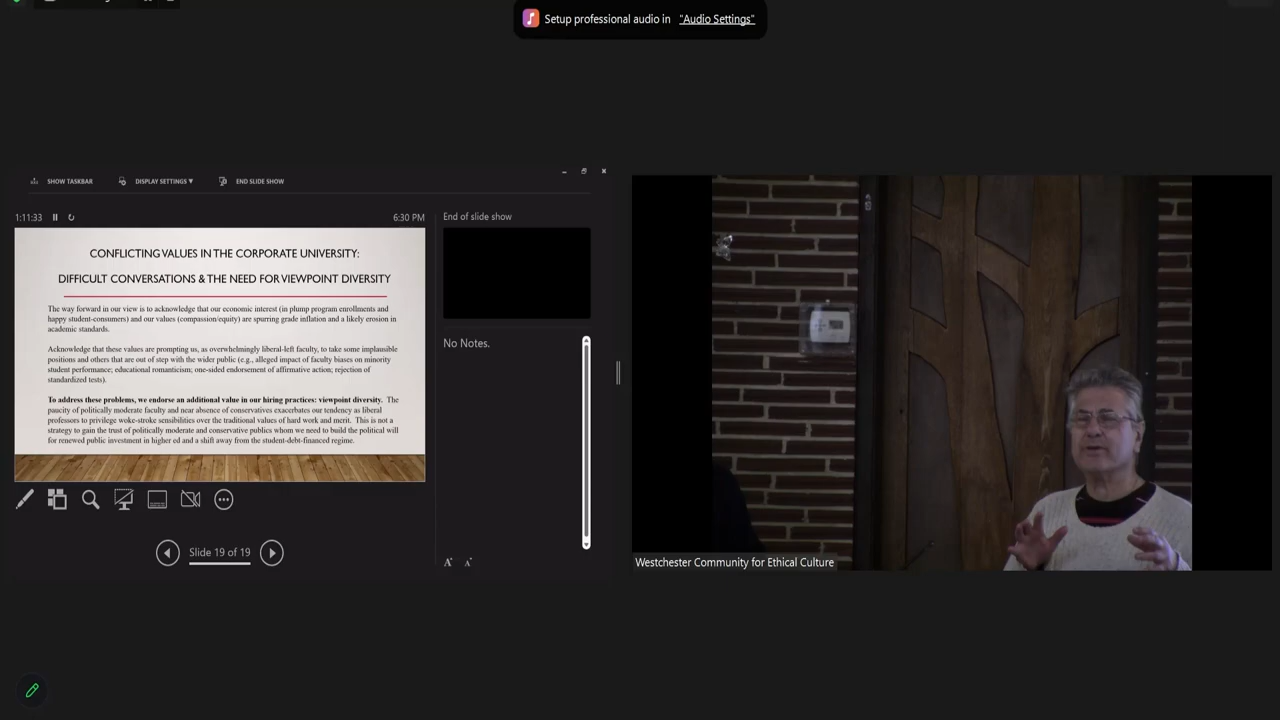 Setup professional audio in "Audio Settings"
SHOW TASKBAR
DISPLAY SETTINGS ▾
END SLIDE SHOW
1:11:33
6:30 PM
End of slide show
CONFLICTING VALUES IN THE CORPORATE UNIVERSITY:
DIFFICULT CONVERSATIONS & THE NEED FOR VIEWPOINT DIVERSITY
The way forward in our view is to acknowledge that our economic interest (in plump program enrollments and
happy student-consumers) and our values (compassion/equity) are spurring grade inflation and a likely erosion in
academic standards.
Acknowledge that these values are prompting us, as overwhelmingly liberal-left faculty, to take some implausible
positions and others that are out of step with the wider public (e.g., alleged impact of faculty biases on minority
student performance; educational romanticism; one-sided endorsement of affirmative action; rejection of
standardized tests).
To address these problems, we endorse an additional value in our hiring practices: viewpoint diversity. The
paucity of politically moderate faculty and near absence of conservatives exacerbates our tendency as liberal
professors to privilege woke-stroke sensibilities over the traditional values of hard work and merit. This is not a
strategy to gain the trust of politically moderate and conservative publics whom we need to build the political will
for renewed public investment in higher ed and a shift away from the student-debt-financed regime.
No Notes.
Slide 19 of 19
A A
Westchester Community for Ethical Culture